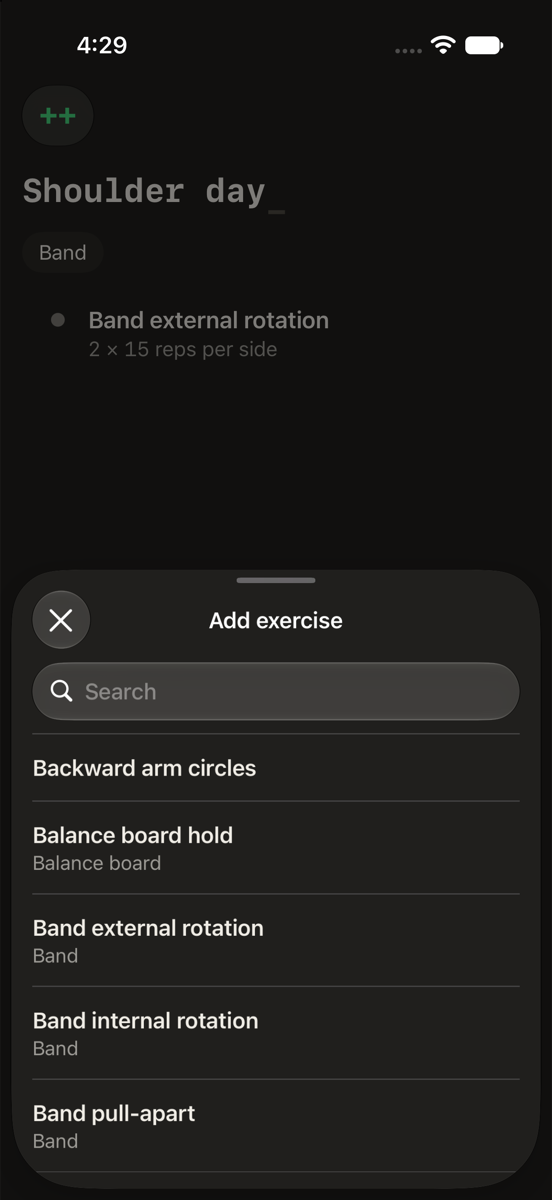 4:29
++
Shoulder day_
Band
Band external rotation
2 × 15 reps per side
Add exercise
Search
Backward arm circles
Balance board hold
Balance board
Band external rotation
Band
Band internal rotation
Band
Band pull-apart
Band